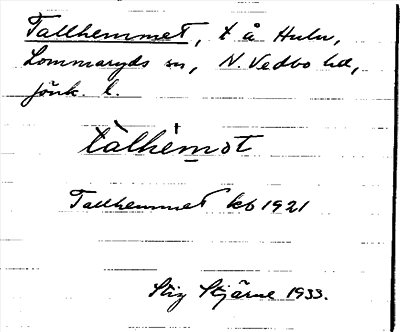 Tallhemmet, t å Hulu,
Lommaryds sn, N. Vedbo hd,
Jönk. l.
tàlhèmət
Tallhemmet kb 1921
Stig Stjärne 1933.